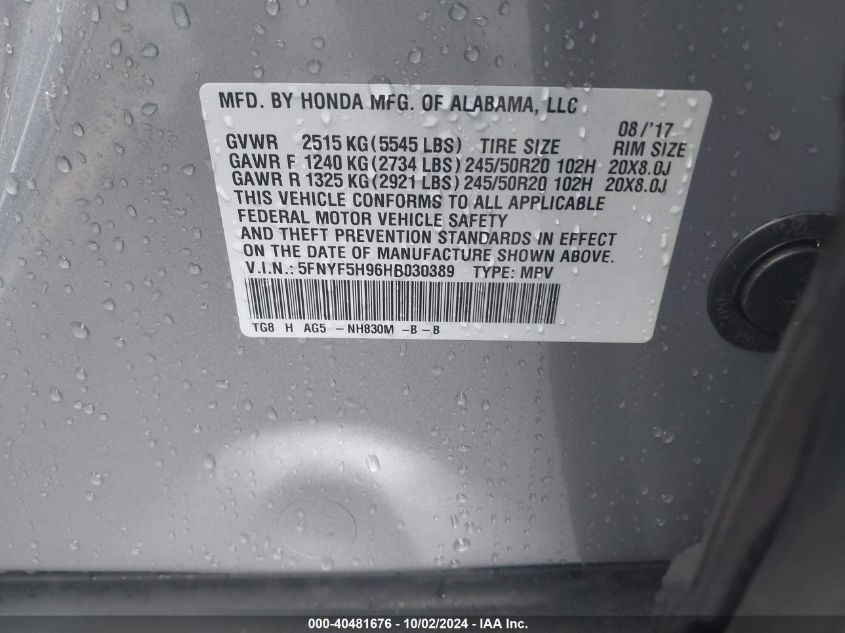 MFD. BY HONDA MFG. OF ALABAMA, LLC 08/'17
GVWR 2515 KG (5545 LBS) TIRE SIZE RIM SIZE
GAWR F 1240 KG (2734 LBS) 245/50R20 102H 20X8.0J
GAWR R 1325 KG (2921 LBS) 245/50R20 102H 20X8.0J
THIS VEHICLE CONFORMS TO ALL APPLICABLE
FEDERAL MOTOR VEHICLE SAFETY
AND THEFT PREVENTION STANDARDS IN EFFECT
ON THE DATE OF MANUFACTURE SHOWN ABOVE.
V.I.N.: 5FNYF5H96HB030389 TYPE: MPV
TG8 H AG5 -NH830M -B-B
000-40481676 - 10/02/2024 - IAA Inc.